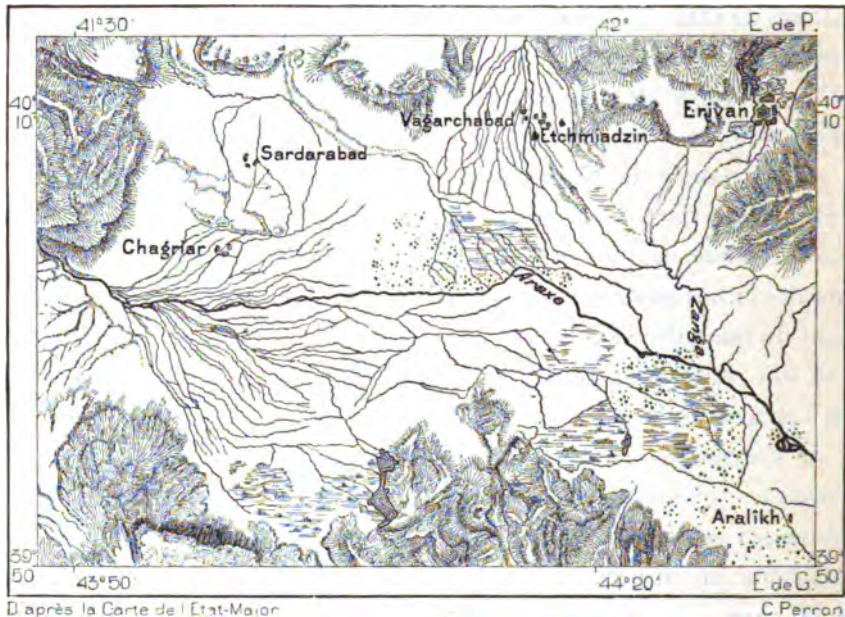 41°30 42° E de P.
40° 10' 40° 10'
Vagarchabad Erivan
Etchmiadzin
Sardarabad
Chagriar
Araxe
Zanga
Aralikh
39° 50' 39° 50'
43°50 44°20' E de G.
D'après la Carte de l'Etat-Major C. Perron